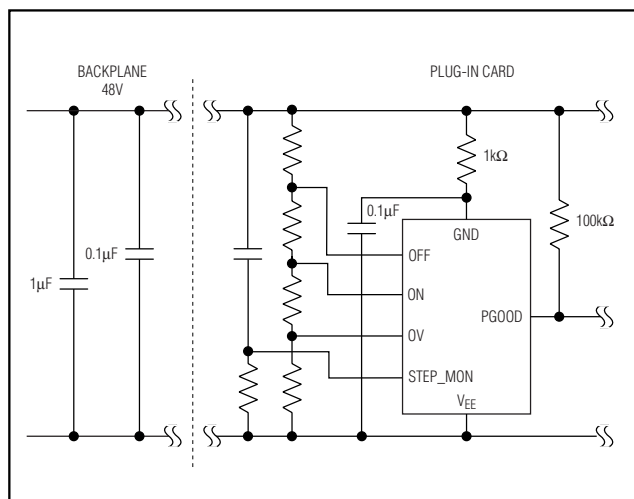 BACKPLANE
48V
PLUG-IN CARD
1kΩ
0.1µF
GND
100kΩ
0.1µF
1µF
OFF
ON
OV
PGOOD
STEP_MON
VEE